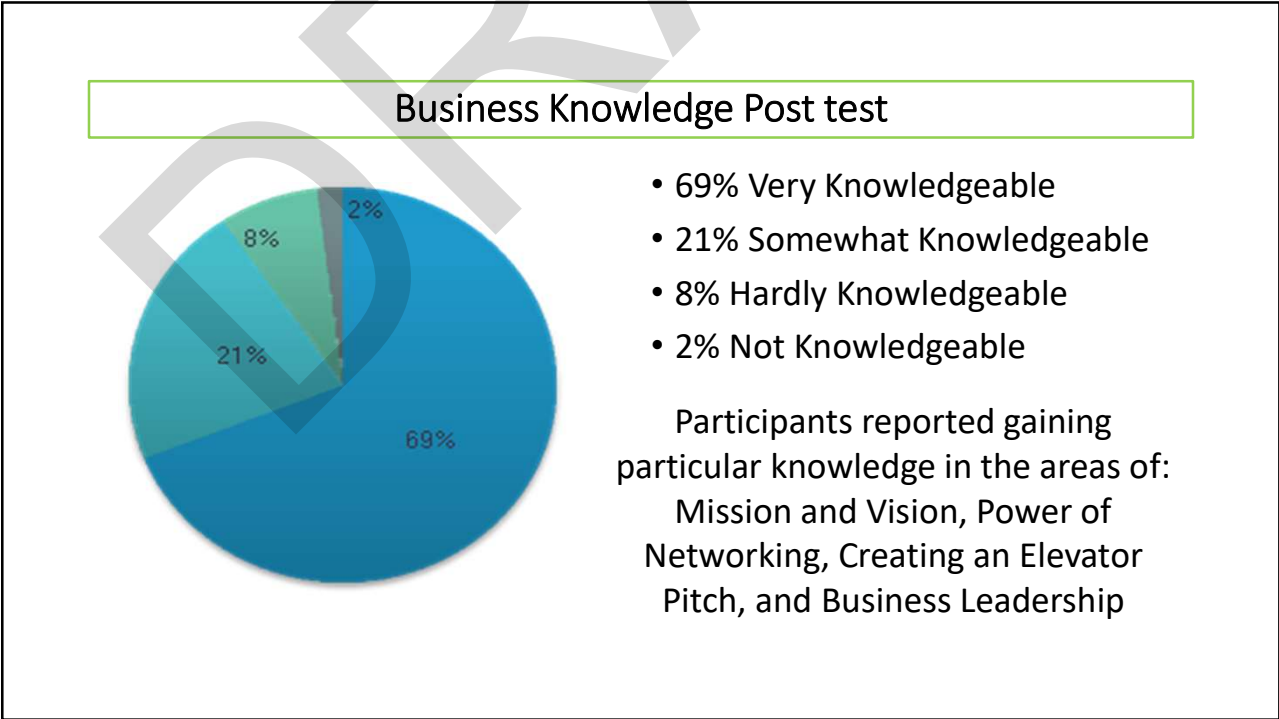 Business Knowledge Post test
2%
8%
21%
69%
• 69% Very Knowledgeable
• 21% Somewhat Knowledgeable
• 8% Hardly Knowledgeable
• 2% Not Knowledgeable
Participants reported gaining
particular knowledge in the areas of:
Mission and Vision, Power of
Networking, Creating an Elevator
Pitch, and Business Leadership